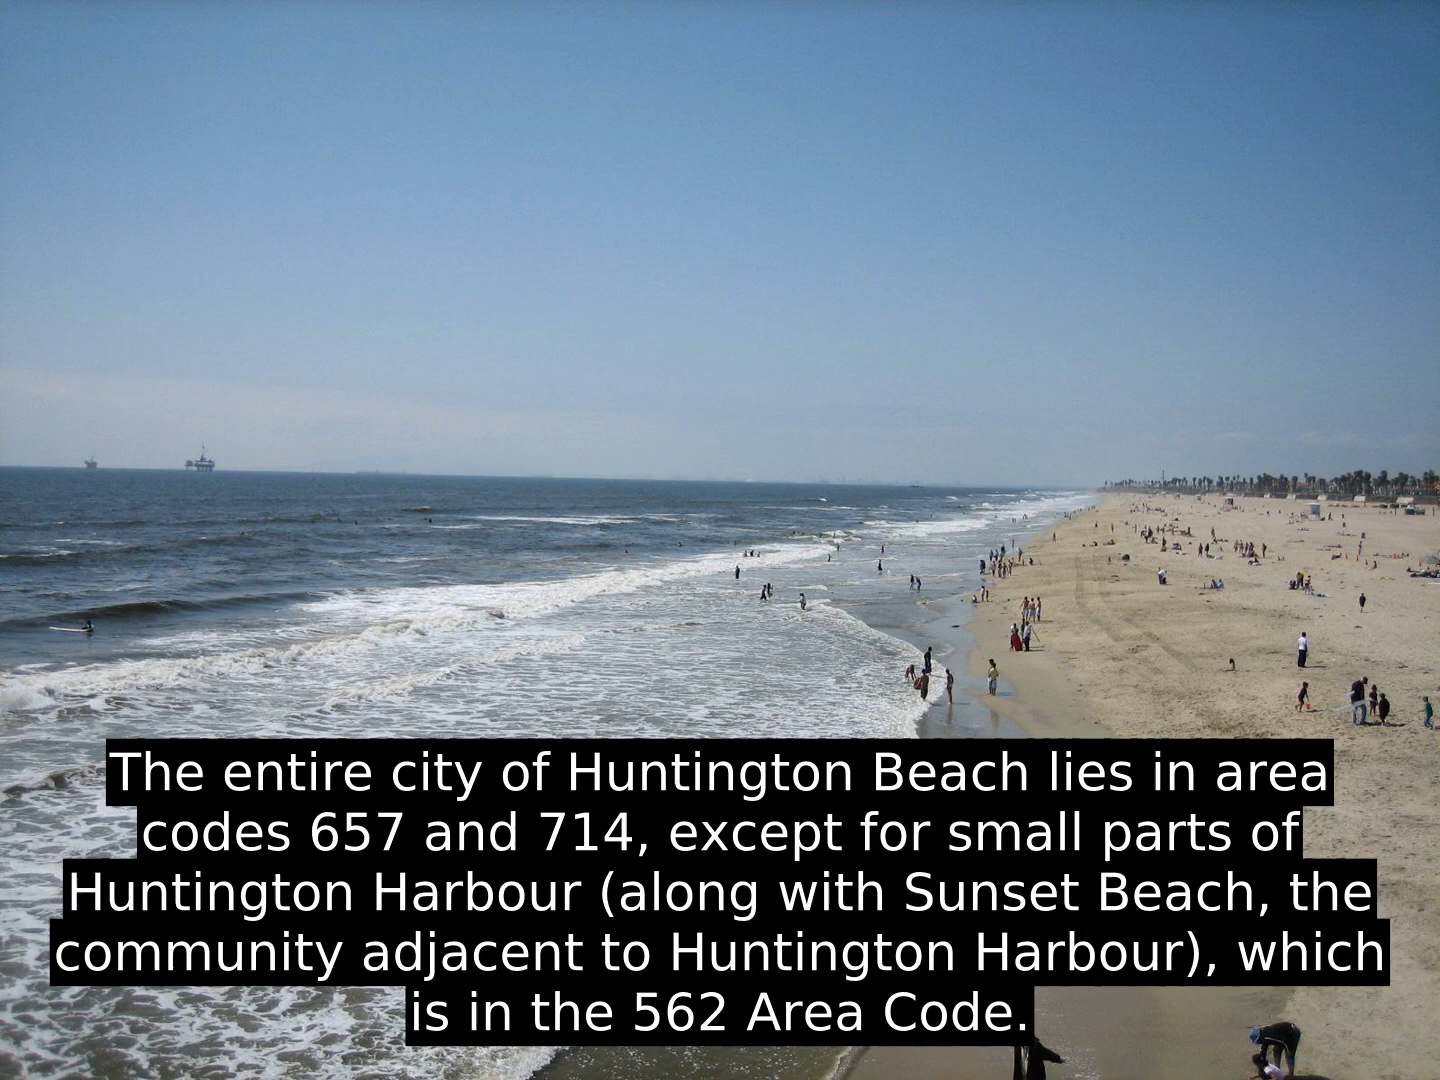 The entire city of Huntington Beach lies in area
codes 657 and 714, except for small parts of
Huntington Harbour (along with Sunset Beach, the
community adjacent to Huntington Harbour), which
is in the 562 Area Code.